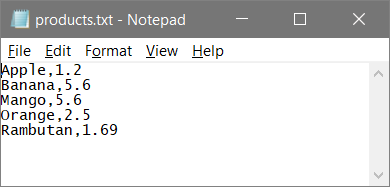 products.txt - Notepad
File Edit Format View Help
Apple,1.2
Banana,5.6
Mango,5.6
Orange,2.5
Rambutan,1.69